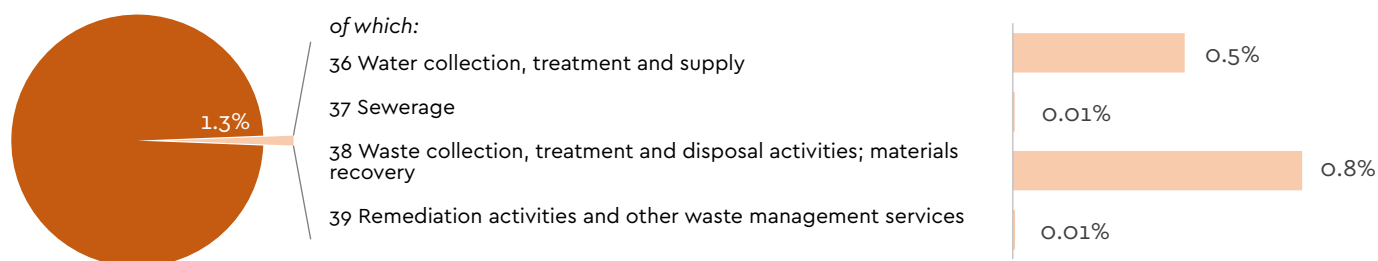 of which:
36 Water collection, treatment and supply
0.5%
37 Sewerage
0.01%
1.3%
38 Waste collection, treatment and disposal activities; materials
recovery
0.8%
39 Remediation activities and other waste management services
0.01%